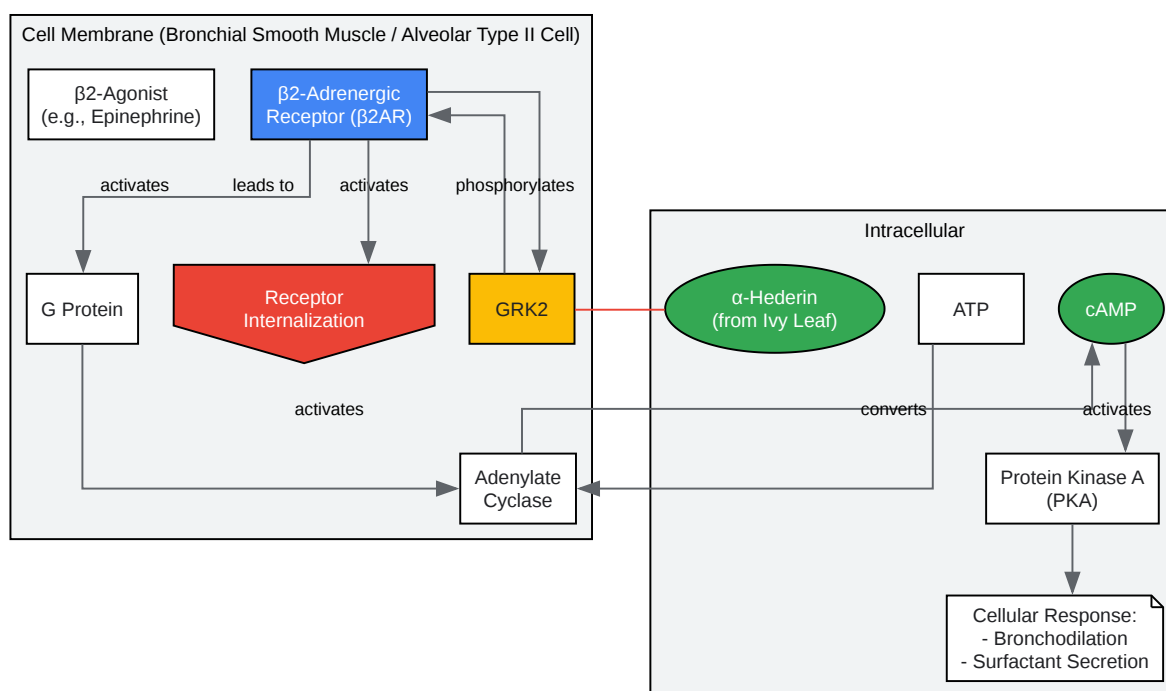 Cell Membrane (Bronchial Smooth Muscle / Alveolar Type II Cell)
β2-Agonist
(e.g., Epinephrine)
β2-Adrenergic
Receptor (β2AR)
activates
leads to
activates
phosphorylates
G Protein
Receptor
Internalization
GRK2
activates
Adenylate
Cyclase
Intracellular
α-Hederin
(from Ivy Leaf)
ATP
cAMP
converts
activates
Protein Kinase A
(PKA)
Cellular Response:
- Bronchodilation
- Surfactant Secretion